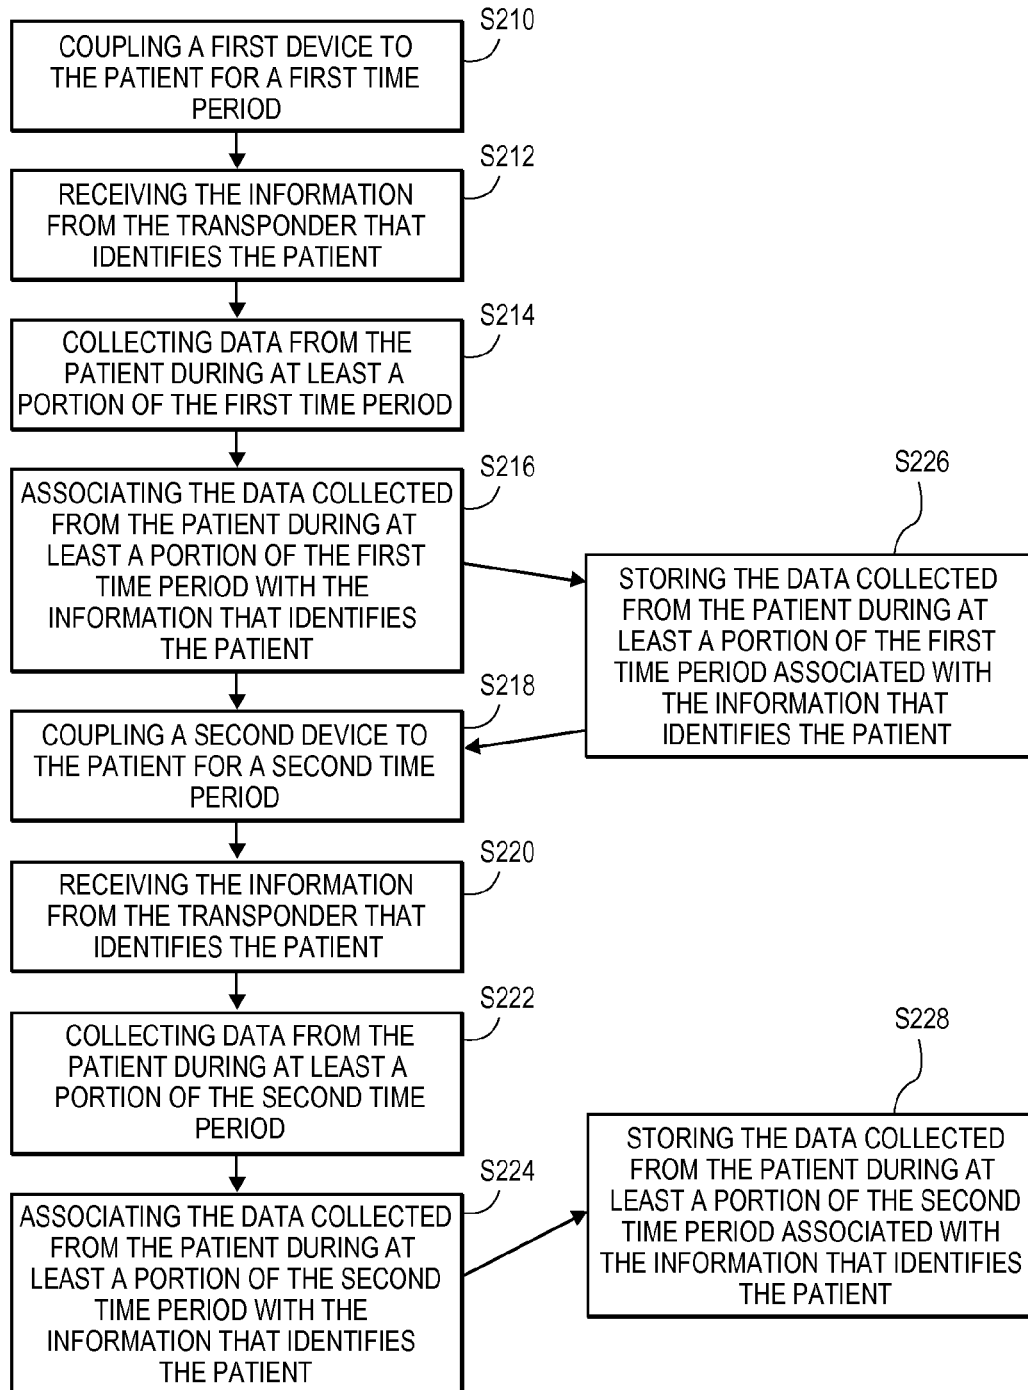 S210
COUPLING A FIRST DEVICE TO
THE PATIENT FOR A FIRST TIME
PERIOD
S212
RECEIVING THE INFORMATION
FROM THE TRANSPONDER THAT
IDENTIFIES THE PATIENT
S214
COLLECTING DATA FROM THE
PATIENT DURING AT LEAST A
PORTION OF THE FIRST TIME PERIOD
S216
ASSOCIATING THE DATA COLLECTED
FROM THE PATIENT DURING AT
LEAST A PORTION OF THE FIRST
TIME PERIOD WITH THE
INFORMATION THAT IDENTIFIES
THE PATIENT
S226
STORING THE DATA COLLECTED
FROM THE PATIENT DURING AT
LEAST A PORTION OF THE FIRST
TIME PERIOD ASSOCIATED WITH
THE INFORMATION THAT
IDENTIFIES THE PATIENT
S218
COUPLING A SECOND DEVICE TO
THE PATIENT FOR A SECOND TIME
PERIOD
S220
RECEIVING THE INFORMATION
FROM THE TRANSPONDER THAT
IDENTIFIES THE PATIENT
S222
COLLECTING DATA FROM THE
PATIENT DURING AT LEAST A
PORTION OF THE SECOND TIME
PERIOD
S224
ASSOCIATING THE DATA COLLECTED
FROM THE PATIENT DURING AT
LEAST A PORTION OF THE SECOND
TIME PERIOD WITH THE
INFORMATION THAT IDENTIFIES
THE PATIENT
S228
STORING THE DATA COLLECTED
FROM THE PATIENT DURING AT
LEAST A PORTION OF THE SECOND
TIME PERIOD ASSOCIATED WITH
THE INFORMATION THAT IDENTIFIES
THE PATIENT